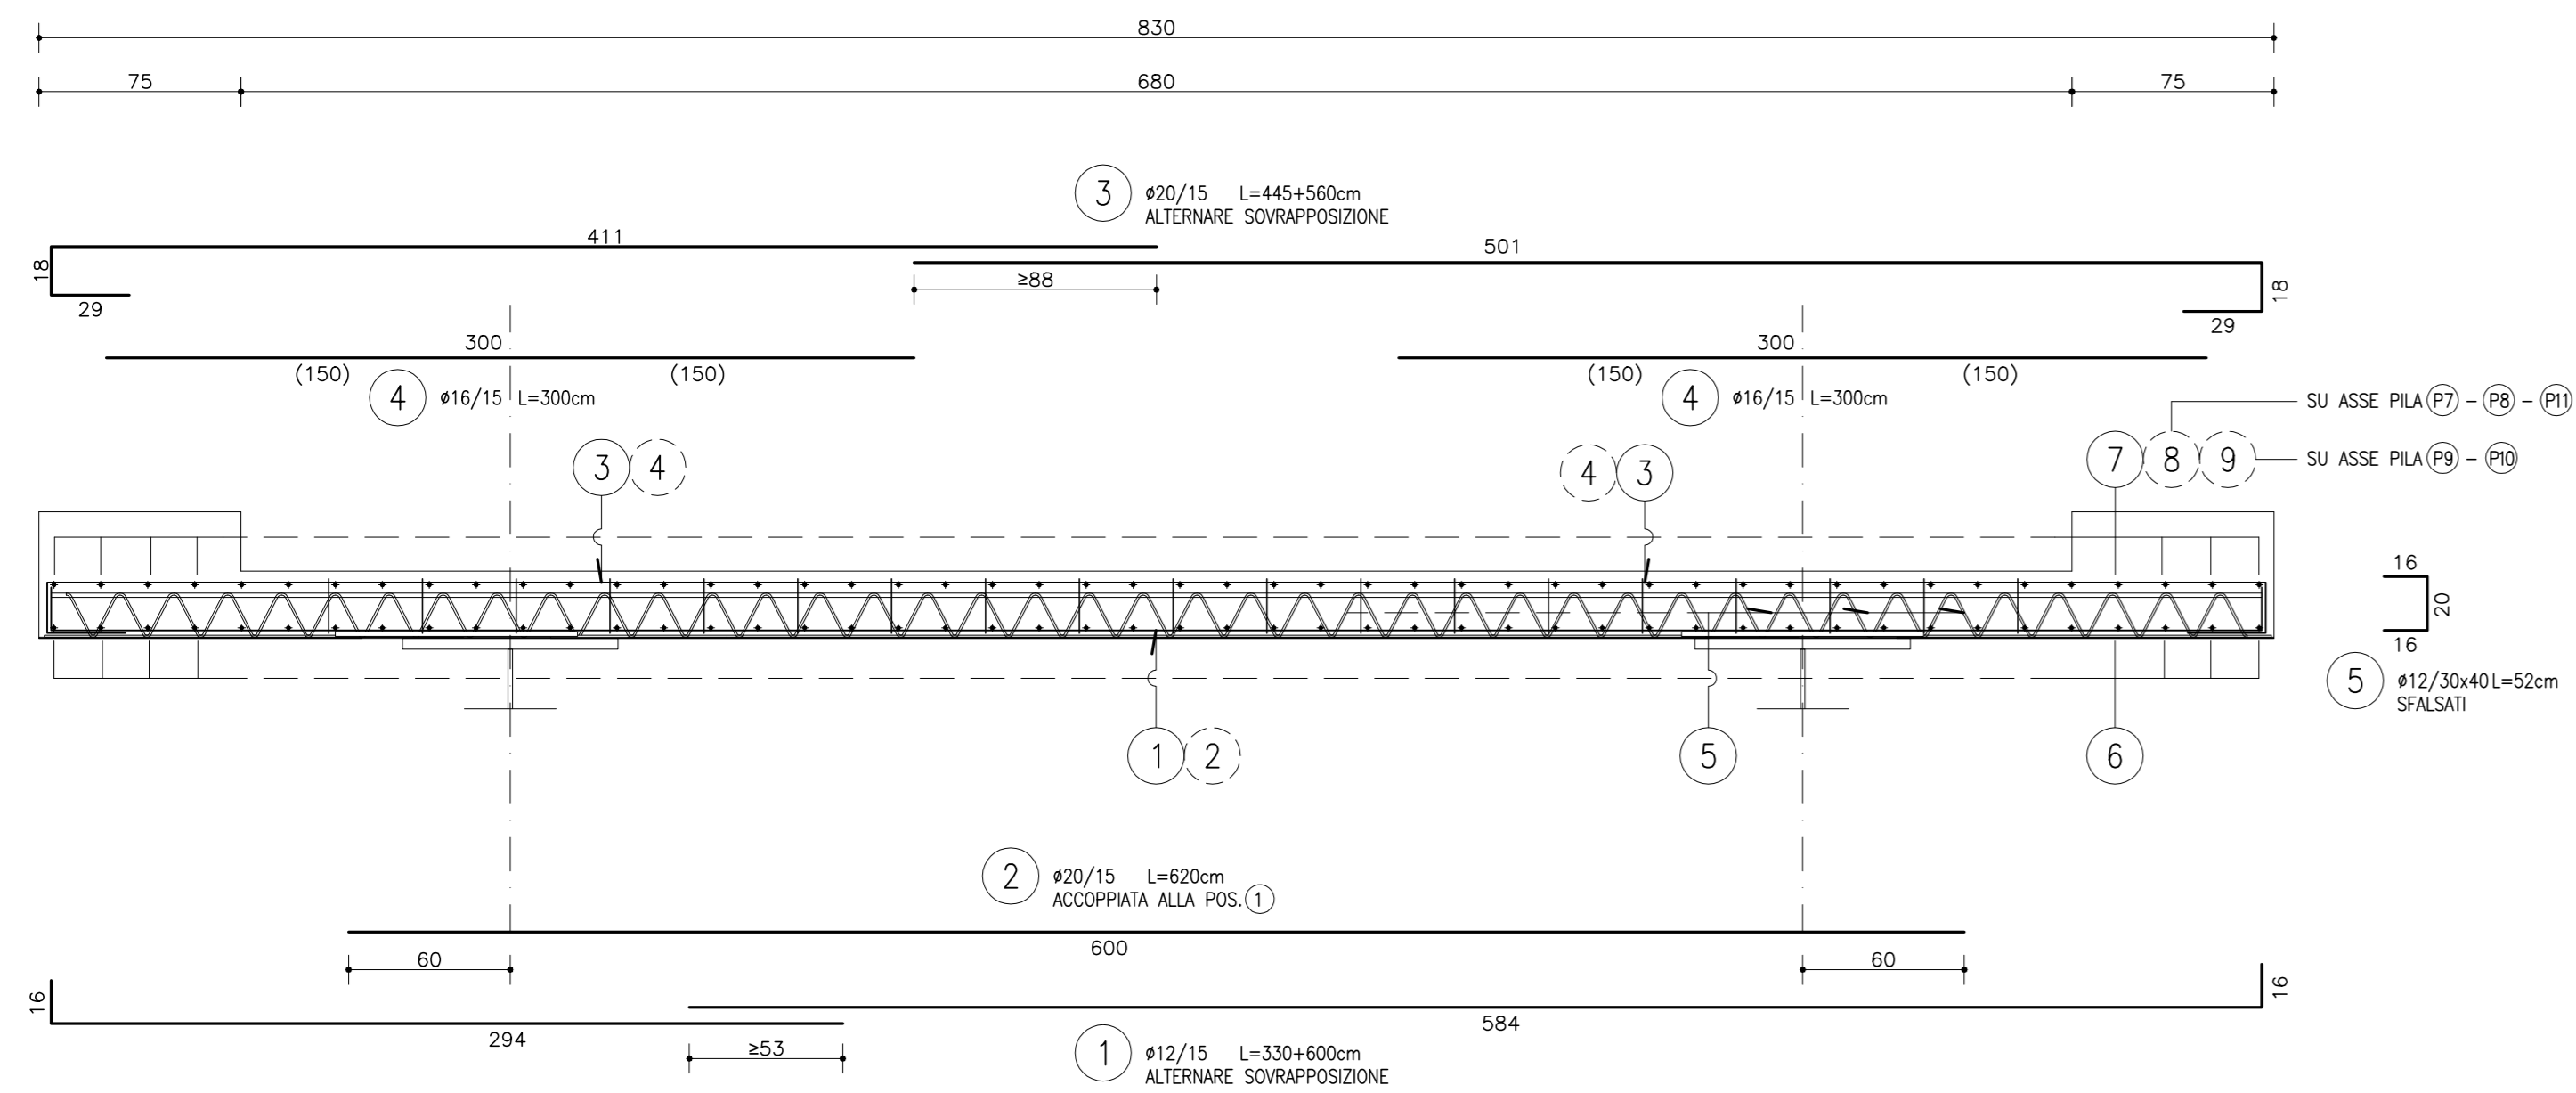 830
75 680 75
3 ø20/15 L=445+560cm
ALTERNARE SOVRAPPOSIZIONE
411
501
18
≥88
18
29
29
300
300
(150) (150)
(150) (150)
4 ø16/15 L=300cm
4 ø16/15 L=300cm
SU ASSE PILA P7 - P8 - P11
3 4
4 3
7 8 9
SU ASSE PILA P9 - P10
16
20
16
5 ø12/30x40 L=52cm
SFALSATI
1 2
5
6
2 ø20/15 L=620cm
ACCOPPIATA ALLA POS. 1
600
60
60
16
16
294
584
≥53
1 ø12/15 L=330+600cm
ALTERNARE SOVRAPPOSIZIONE